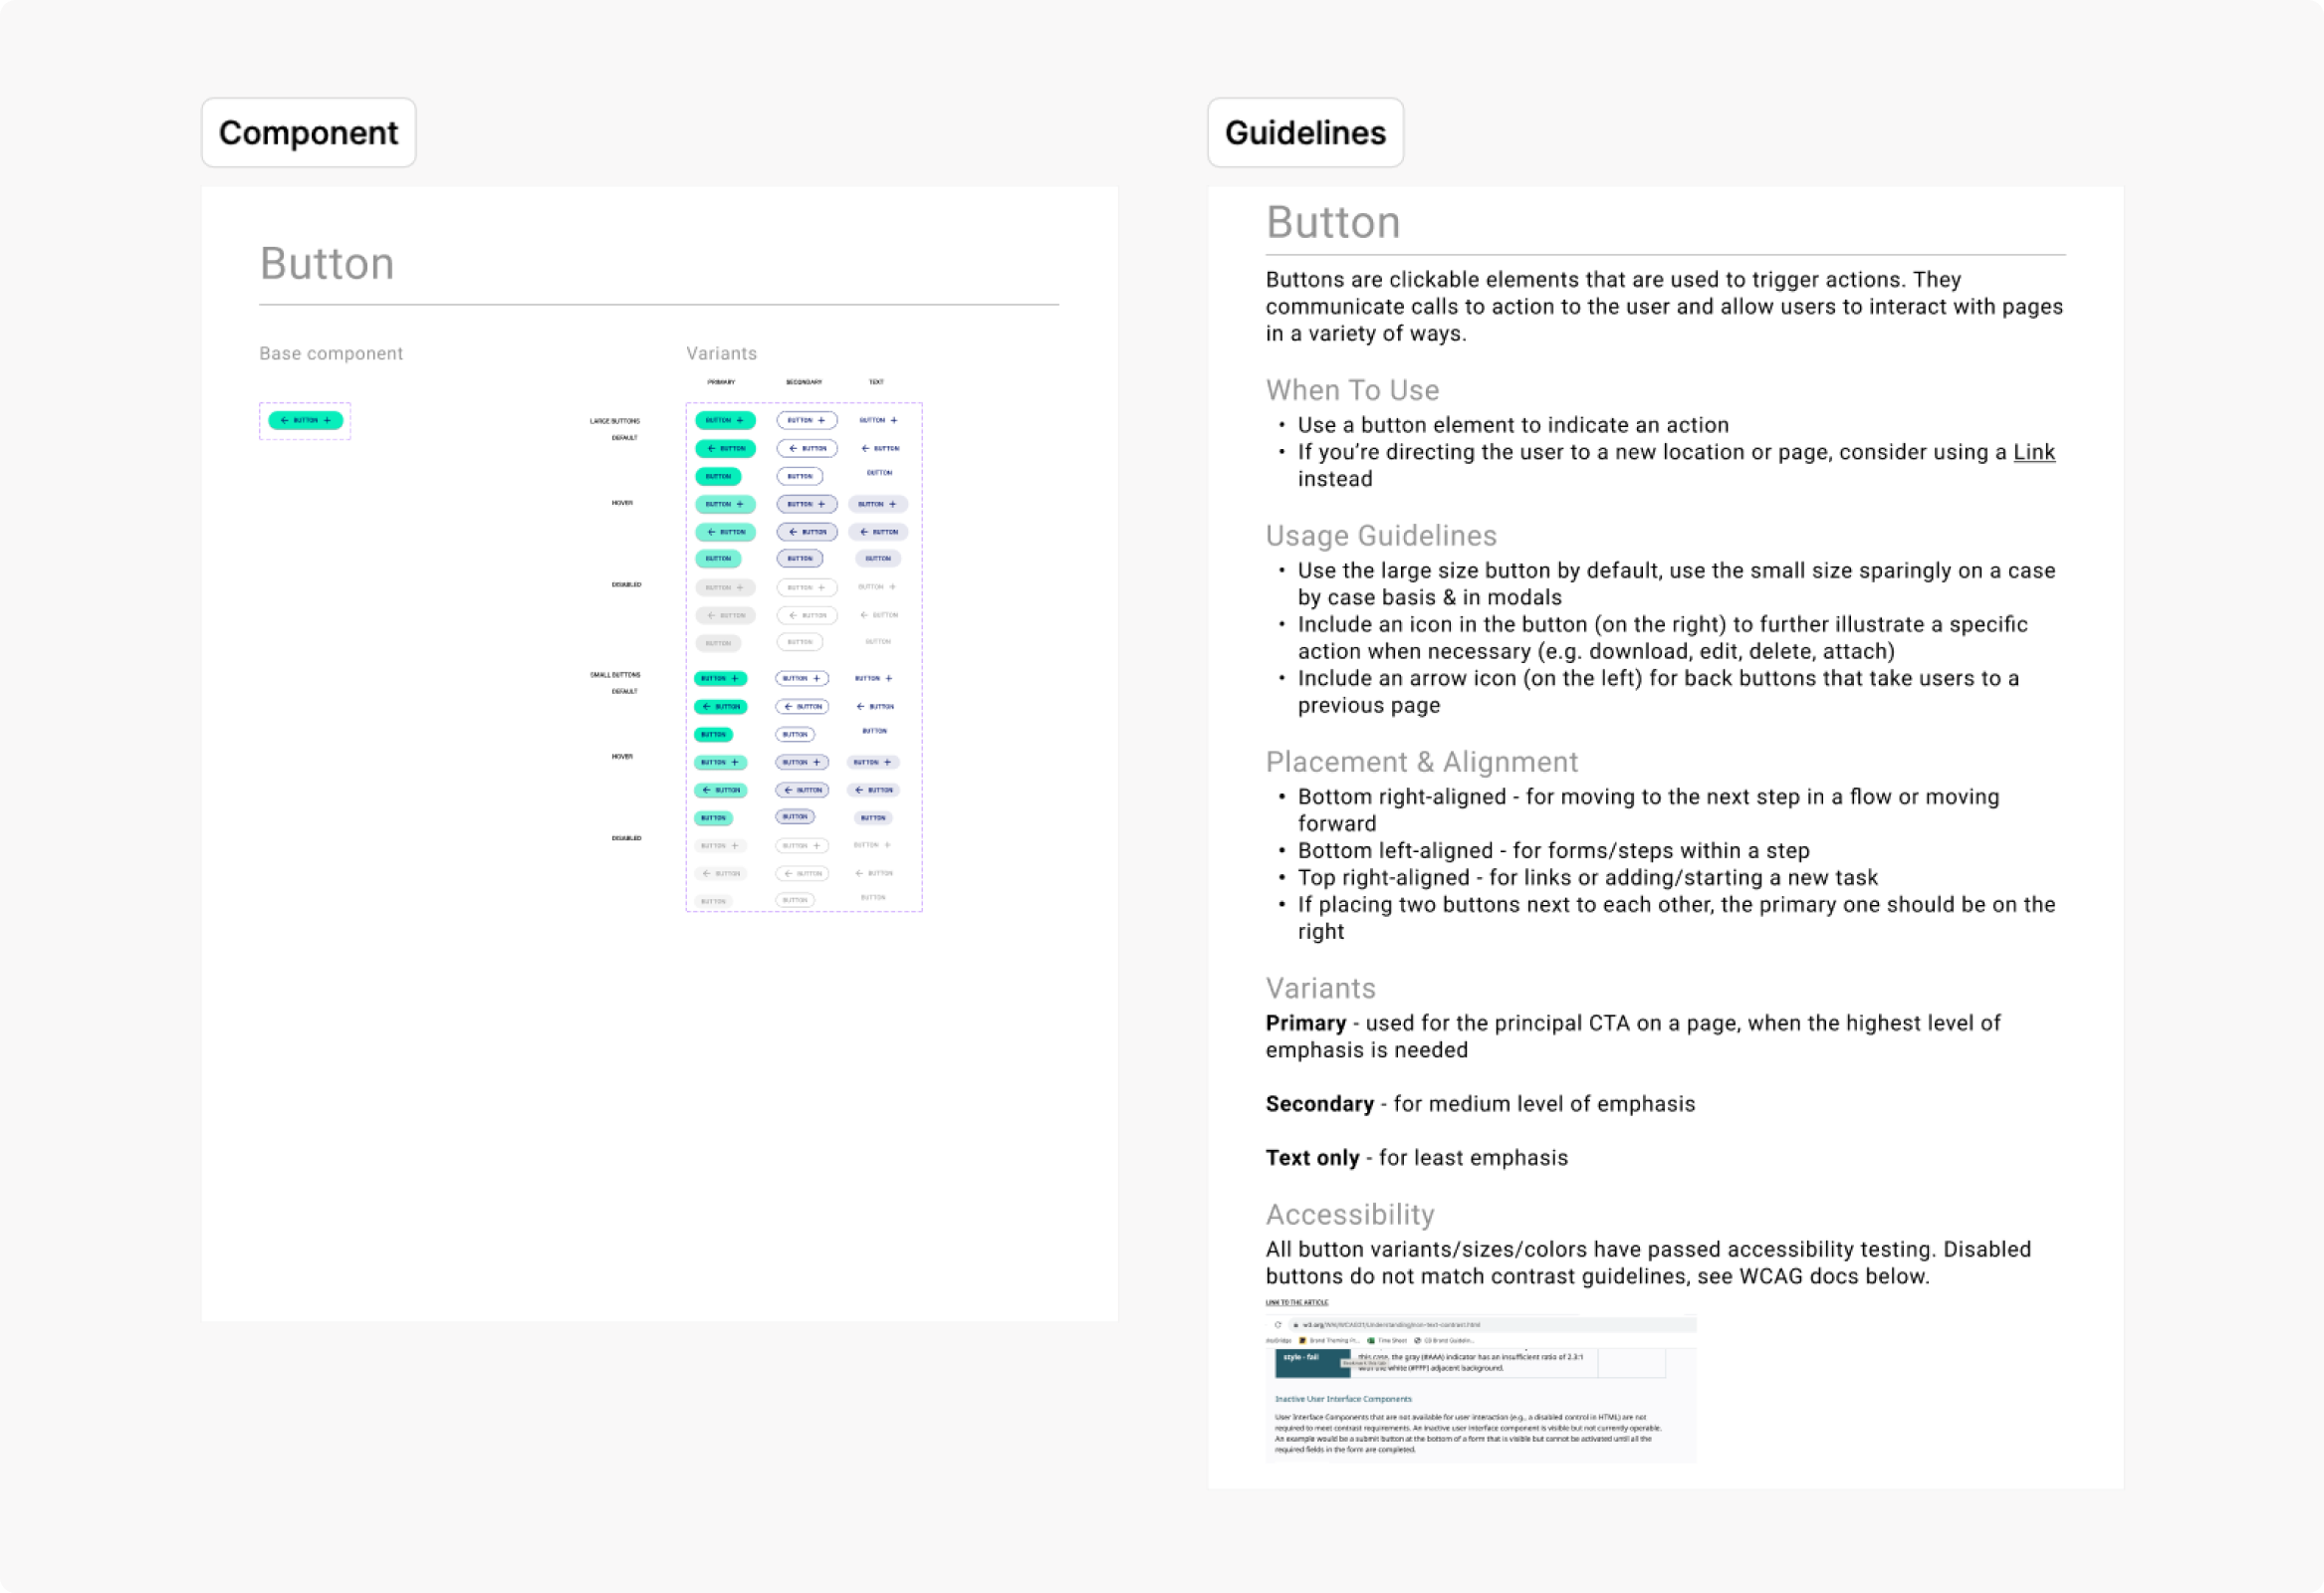 Component
Button
Base component
Variants
PRIMARY
SECONDARY
TEXT
BUTTON
LARGE BUTTONS
DEFAULT
BUTTON BUTTON BUTTON
BUTTON BUTTON BUTTON
BUTTON BUTTON BUTTON
HOVER
BUTTON BUTTON BUTTON
BUTTON BUTTON BUTTON
BUTTON BUTTON BUTTON
DISABLED
BUTTON BUTTON BUTTON
BUTTON BUTTON BUTTON
BUTTON BUTTON BUTTON
SMALL BUTTONS
DEFAULT
BUTTON BUTTON BUTTON
BUTTON BUTTON BUTTON
BUTTON BUTTON BUTTON
HOVER
BUTTON BUTTON BUTTON
BUTTON BUTTON BUTTON
BUTTON BUTTON BUTTON
DISABLED
BUTTON BUTTON BUTTON
BUTTON BUTTON BUTTON
BUTTON BUTTON BUTTON
Guidelines
Button
Buttons are clickable elements that are used to trigger actions. They
communicate calls to action to the user and allow users to interact with pages
in a variety of ways.
When To Use
• Use a button element to indicate an action
• If you’re directing the user to a new location or page, consider using a Link
instead
Usage Guidelines
• Use the large size button by default, use the small size sparingly on a case
by case basis & in modals
• Include an icon in the button (on the right) to further illustrate a specific
action when necessary (e.g. download, edit, delete, attach)
• Include an arrow icon (on the left) for back buttons that take users to a
previous page
Placement & Alignment
• Bottom right-aligned - for moving to the next step in a flow or moving
forward
• Bottom left-aligned - for forms/steps within a step
• Top right-aligned - for links or adding/starting a new task
• If placing two buttons next to each other, the primary one should be on the
right
Variants
Primary - used for the principal CTA on a page, when the highest level of
emphasis is needed
Secondary - for medium level of emphasis
Text only - for least emphasis
Accessibility
All button variants/sizes/colors have passed accessibility testing. Disabled
buttons do not match contrast guidelines, see WCAG docs below.
LINK TO THE ARTICLE
w3.org/WAI/WCAG21/Understanding/non-text-contrast.html
Brand Theming Pr... Time Sheet CB Brand Guidelin...
style - fail
this case, the gray (#AAA) indicator has an insufficient ratio of 2.3:1
the white (#FFF) adjacent background.
Inactive User Interface Components
User Interface Components that are not available for user interaction (e.g., a disabled control in HTML) are not
required to meet contrast requirements. An inactive user interface component is visible but not currently operable.
An example would be a submit button at the bottom of a form that is visible but cannot be activated until all the
required fields in the form are completed.